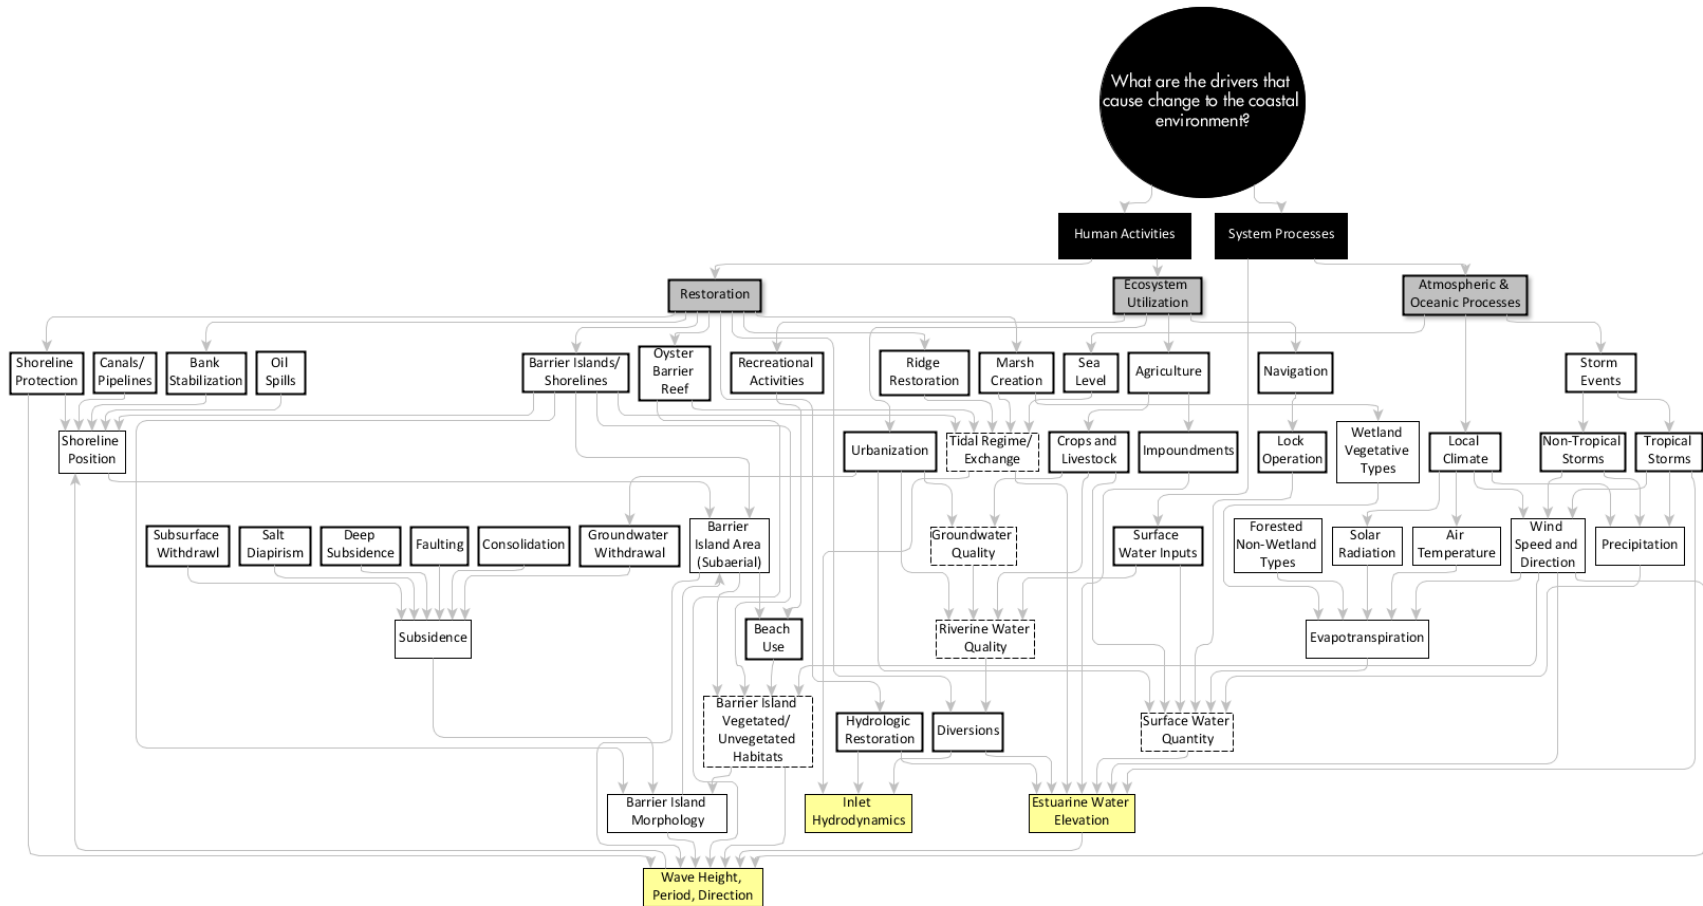 What are the drivers that
cause change to the coastal
environment?
Human Activities
System Processes
Restoration
Ecosystem
Utilization
Atmospheric &
Oceanic Processes
Shoreline
Protection
Canals/
Pipelines
Bank
Stabilization
Oil
Spills
Barrier Islands/
Shorelines
Oyster
Barrier
Reef
Recreational
Activities
Ridge
Restoration
Marsh
Creation
Sea
Level
Agriculture
Navigation
Storm
Events
Shoreline
Position
Urbanization
Tidal Regime/
Exchange
Crops and
Livestock
Impoundments
Lock
Operation
Wetland
Vegetative
Types
Local
Climate
Non-Tropical
Storms
Tropical
Storms
Subsurface
Withdrawl
Salt
Diapirism
Deep
Subsidence
Faulting
Consolidation
Groundwater
Withdrawal
Barrier
Island Area
(Subaerial)
Groundwater
Quality
Surface
Water Inputs
Forested
Non-Wetland
Types
Solar
Radiation
Air
Temperature
Wind
Speed and
Direction
Precipitation
Subsidence
Beach
Use
Riverine Water
Quality
Evapotranspiration
Barrier Island
Vegetated/
Unvegetated
Habitats
Hydrologic
Restoration
Diversions
Surface Water
Quantity
Barrier Island
Morphology
Inlet
Hydrodynamics
Estuarine Water
Elevation
Wave Height,
Period, Direction